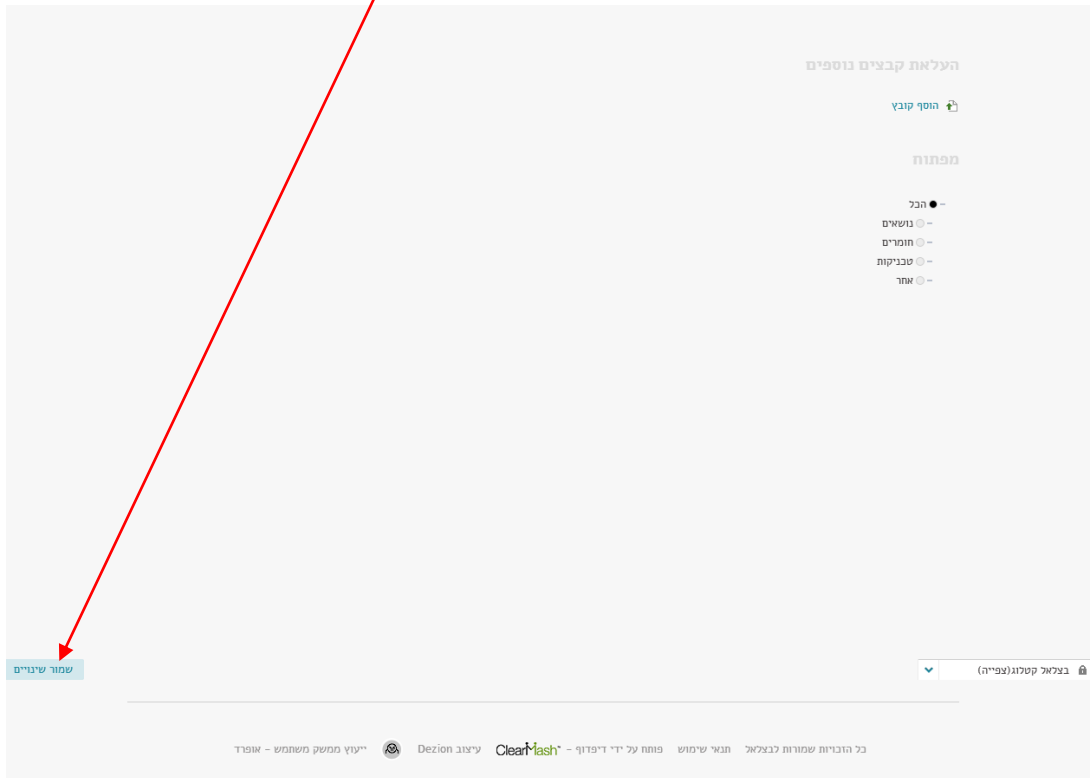 העלאת קבצים נוספים
הוסף קובץ
מפתוח
– הכל
– נושאים
– חומרים
– טכניקות
– אחר
בצלאל קטלוג(צפייה)
שמור שינויים
כל הזכויות שמורות לבצלאל תנאי שימוש פותח על ידי דיפדוף – ClearMash עיצוב Dezion ייעוץ ממשק משתמש – אופרד